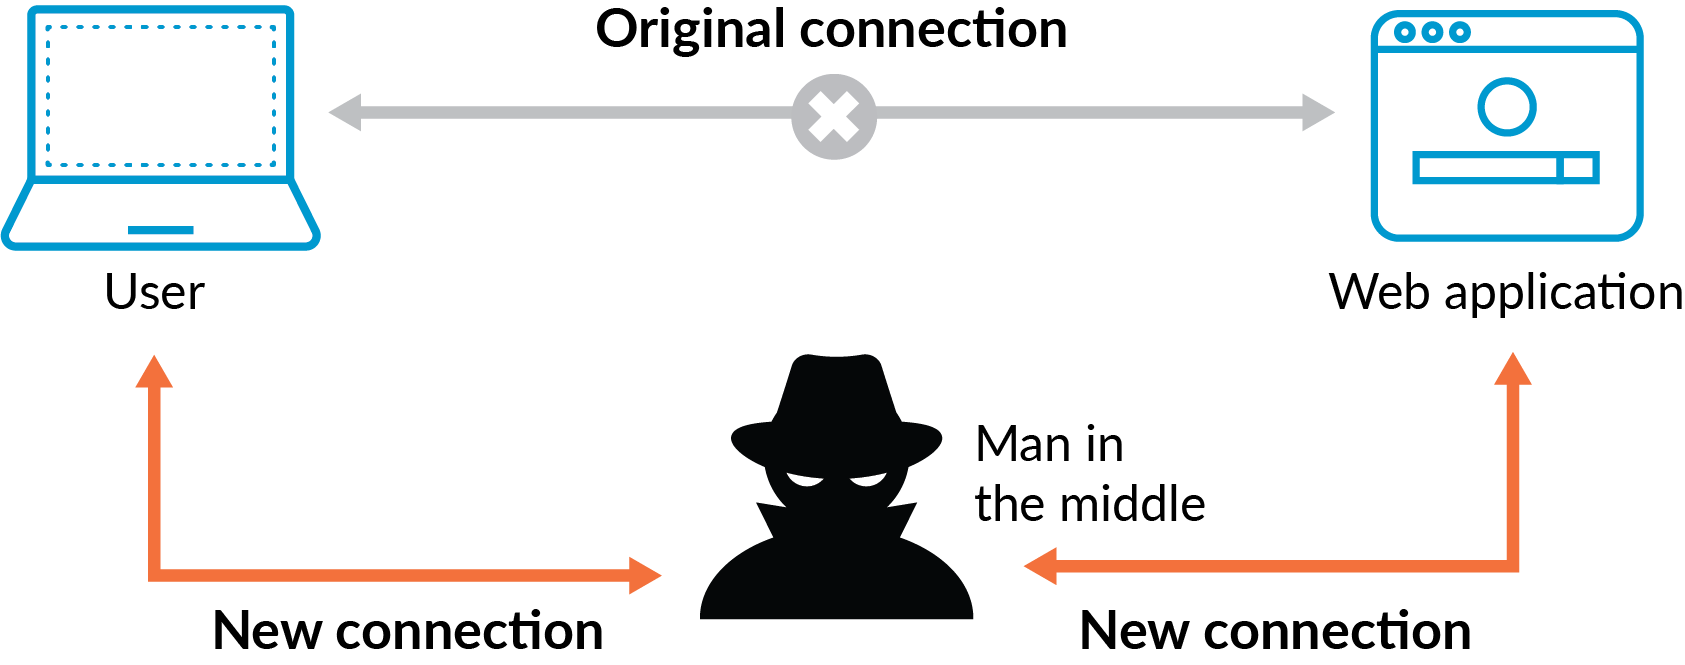 Original connection
User
Web application
Man in
the middle
New connection
New connection